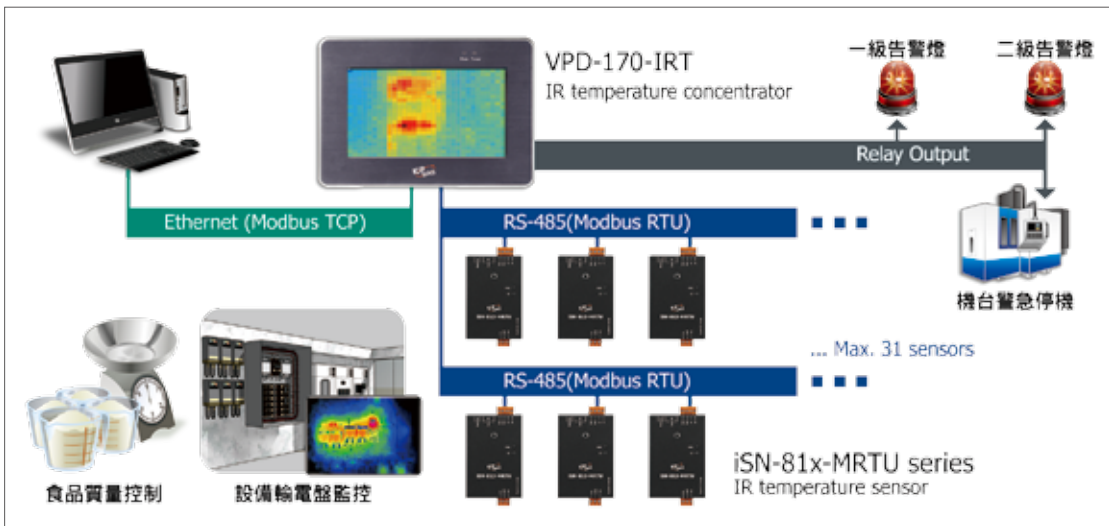 VPD-170-IRT
IR temperature concentrator
一級告警燈
二級告警燈
Relay Output
Ethernet (Modbus TCP)
RS-485(Modbus RTU)
機台警急停機
... Max. 31 sensors
RS-485(Modbus RTU)
iSN-81x-MRTU series
IR temperature sensor
食品質量控制
設備輸電盤監控